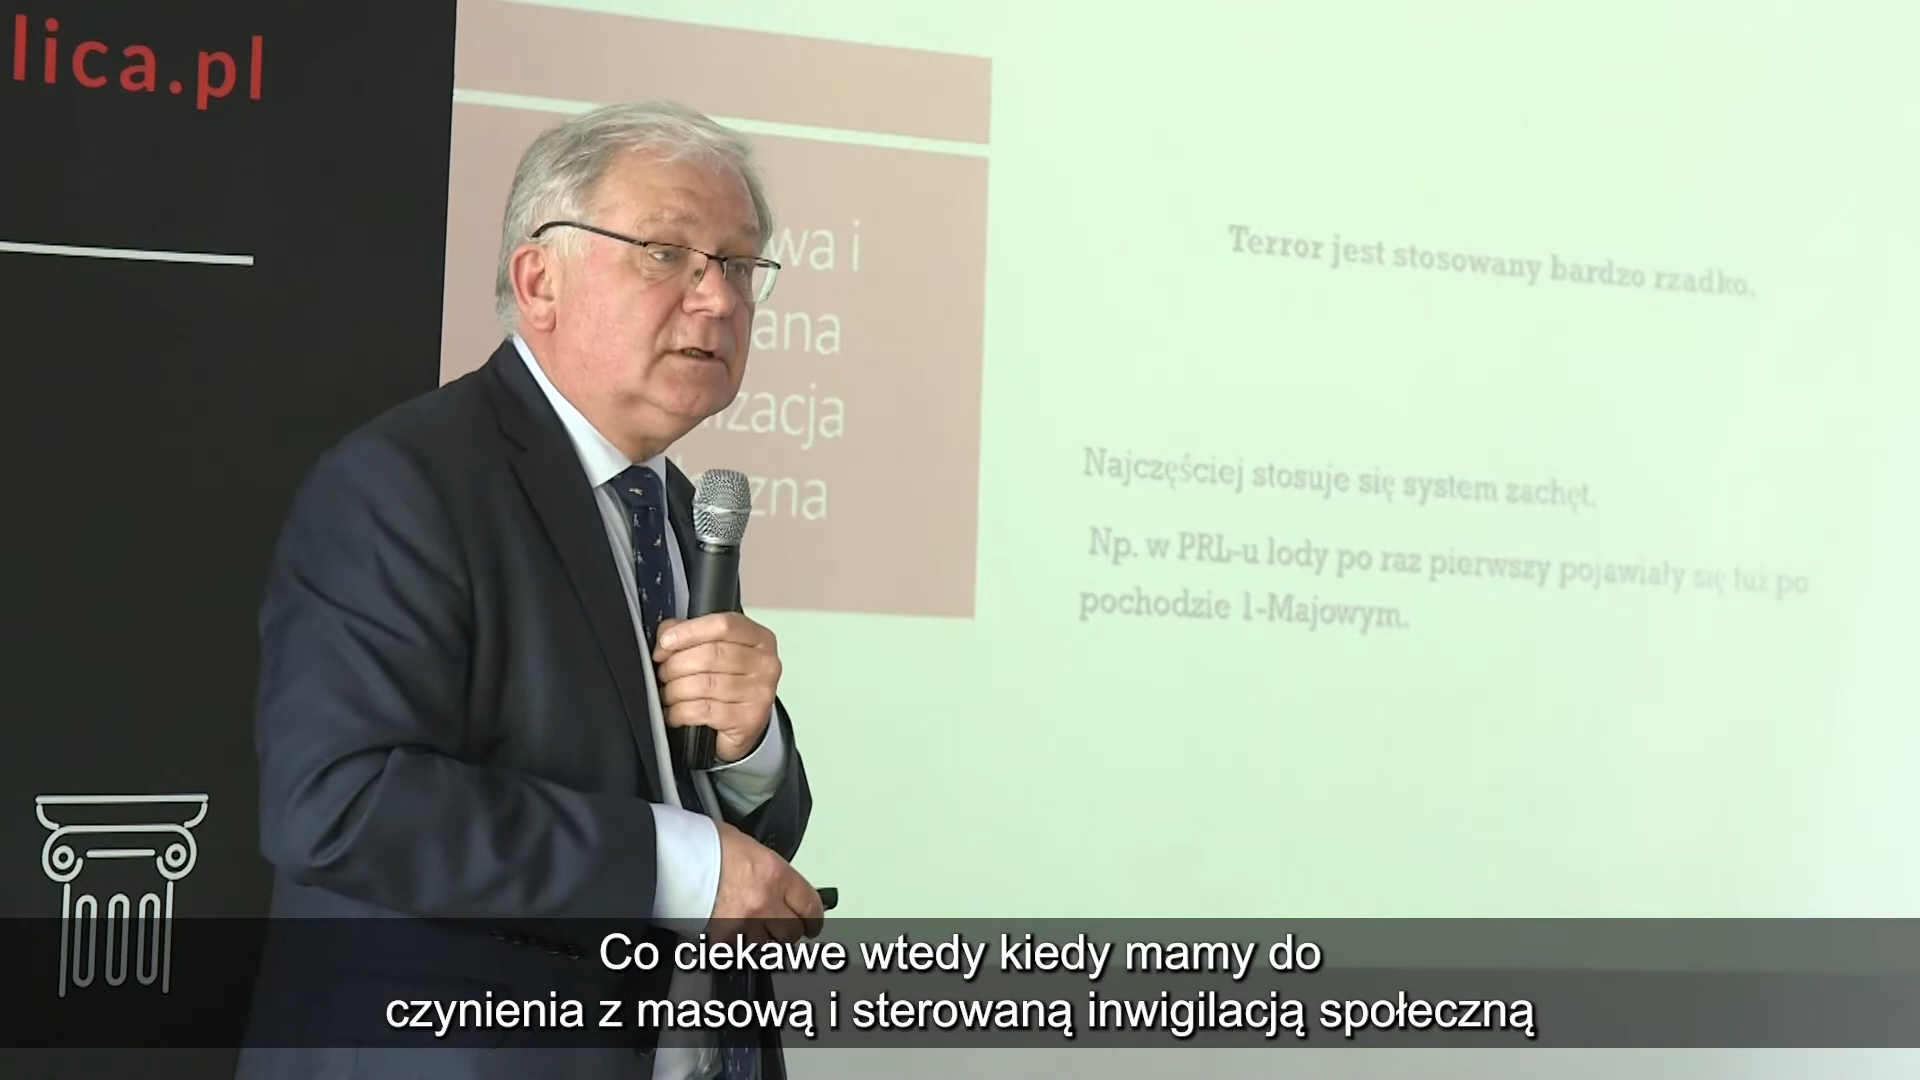 lica.pl
wa i
ana
izacja
zna
Terror jest stosowany bardzo rzadko.
Najczęściej stosuje się system zachęt.
Np. w PRL-u lody po raz pierwszy pojawiały się tuż po
pochodzie 1-Majowym.
Co ciekawe wtedy kiedy mamy do
czynienia z masową i sterowaną inwigilacją społeczną